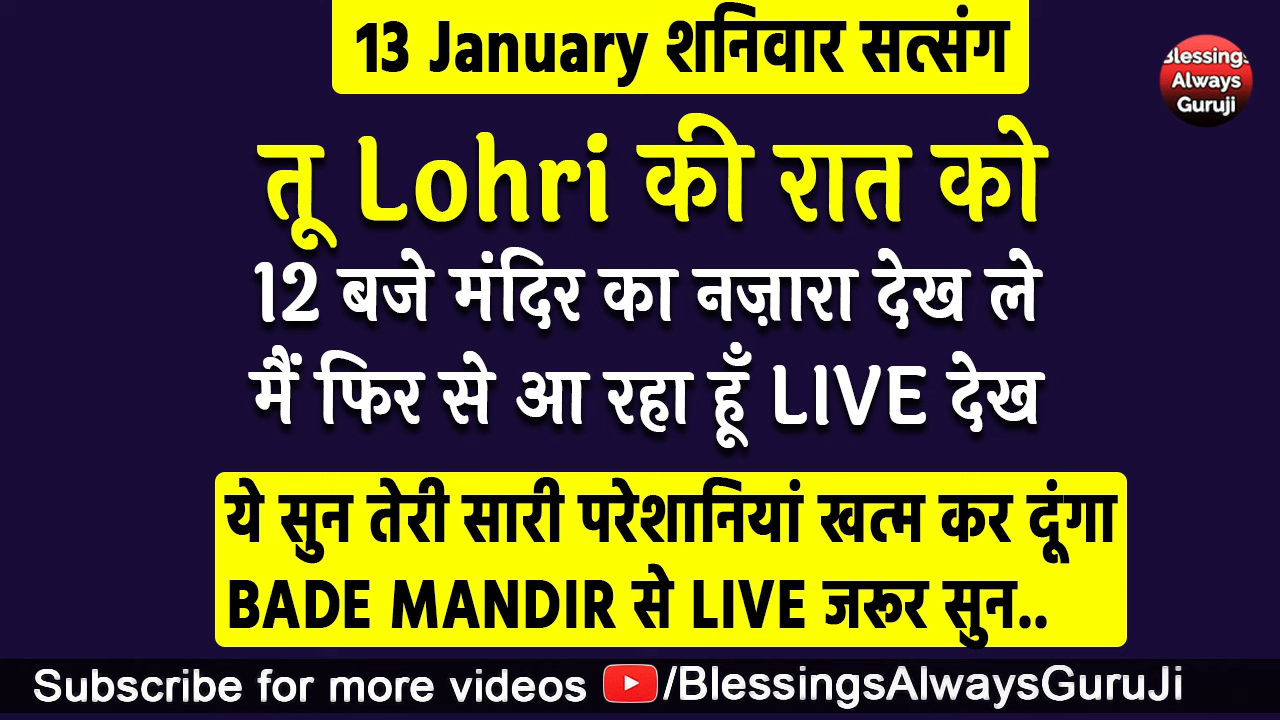 13 January शनिवार सत्संग
Blessings
Always
Guruji
तू Lohri की रात को
12 बजे मंदिर का नज़ारा देख ले
मैं फिर से आ रहा हूँ LIVE देख
ये सुन तेरी सारी परेशानियां खत्म कर दूंगा
BADE MANDIR से LIVE जरूर सुन..
Subscribe for more videos /BlessingsAlwaysGuruJi